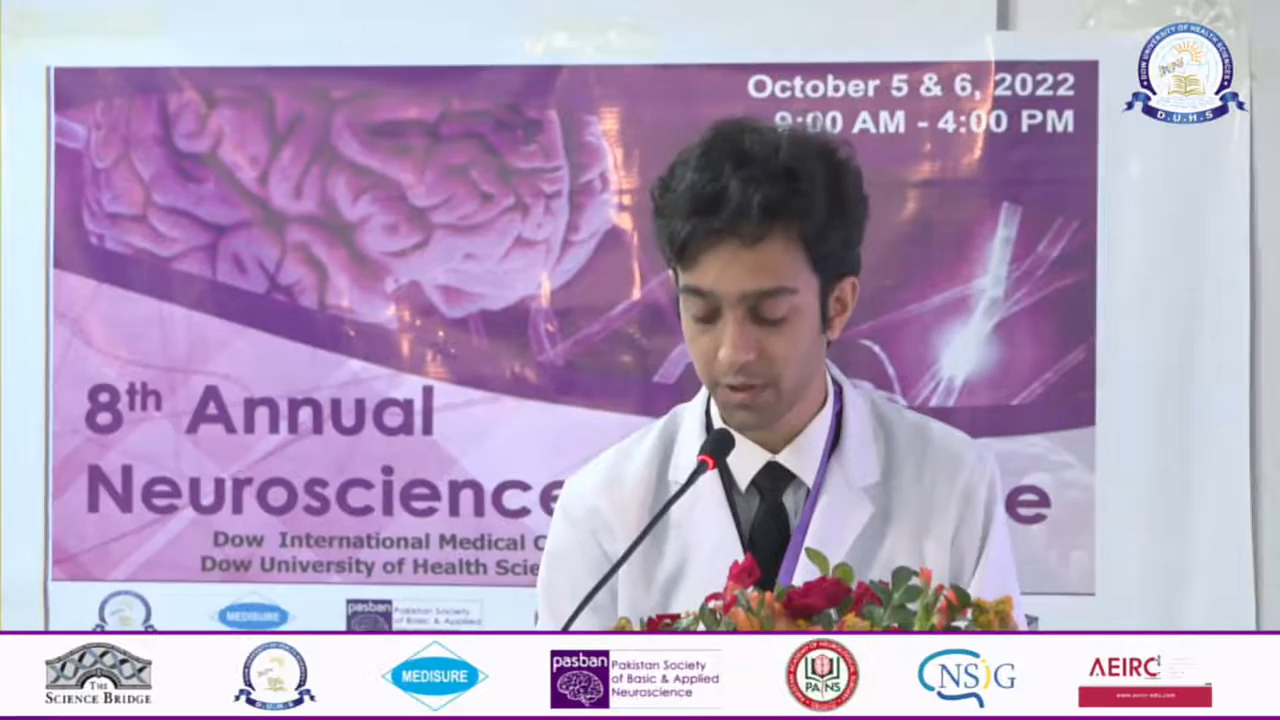 October 5 & 6, 2022
9:00 AM - 4:00 PM
DOW UNIVERSITY OF HEALTH SCIENCES
D.U.H.S
8th Annual
Neuroscience e
Dow International Medical C
Dow University of Health Scie
MEDISURE
pasban
Pakistan Society
of Basic & Applied
THE
SCIENCE BRIDGE
D.U.H.S
MEDISURE
pasban
Pakistan Society
of Basic & Applied
Neuroscience
PAINS
NSIG
AEIRC